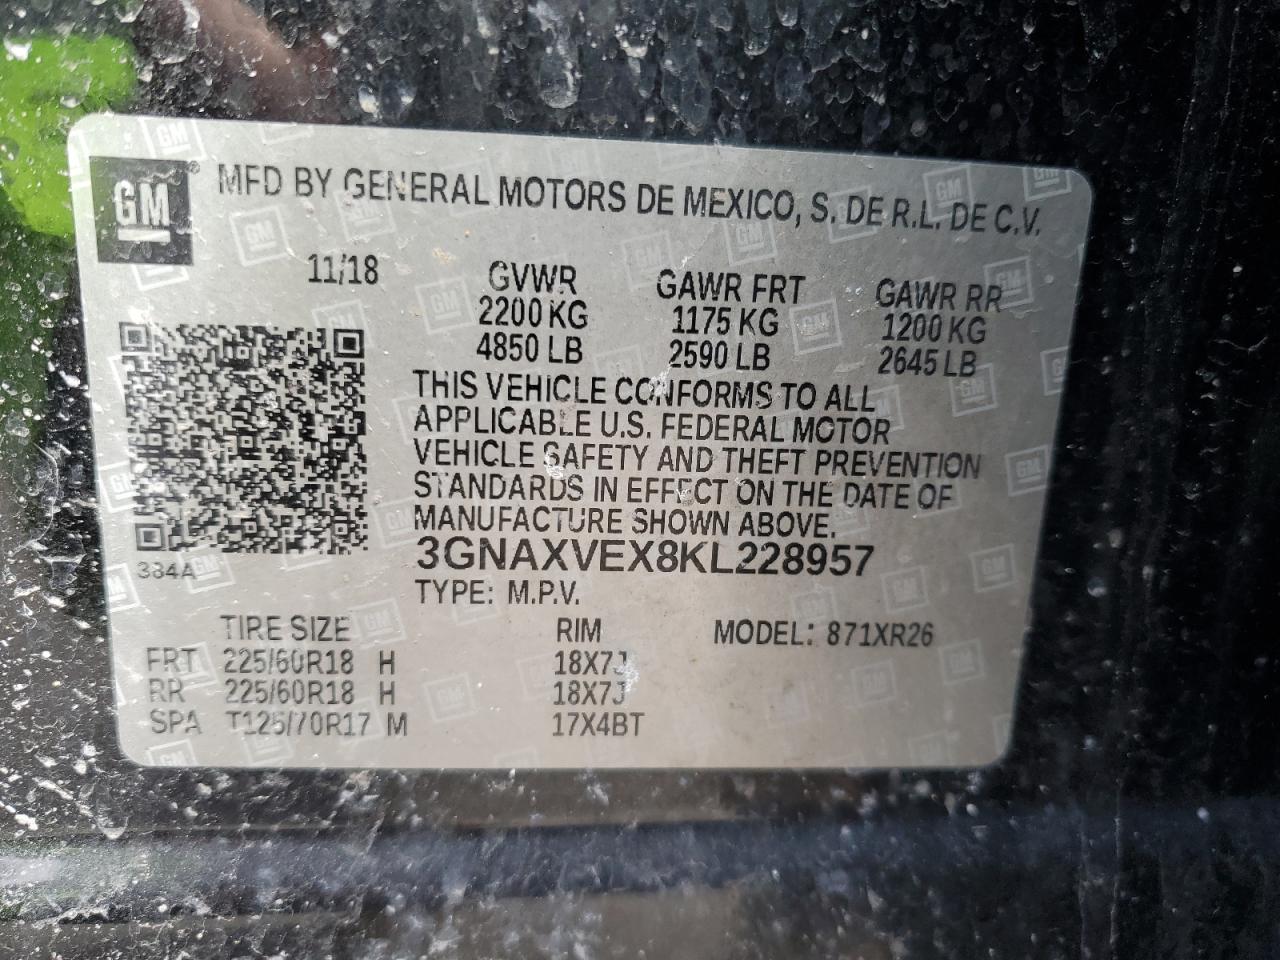 GM ® MFD BY GENERAL MOTORS DE MEXICO, S. DE R.L. DE C.V.
11/18 GVWR GAWR FRT GAWR RR
2200 KG 1175 KG 1200 KG
4850 LB 2590 LB 2645 LB
THIS VEHICLE CONFORMS TO ALL
APPLICABLE U.S. FEDERAL MOTOR
VEHICLE SAFETY AND THEFT PREVENTION
STANDARDS IN EFFECT ON THE DATE OF
MANUFACTURE SHOWN ABOVE.
3GNAXVEX8KL228957
384A
TYPE: M.P.V.
TIRE SIZE RIM MODEL: 871XR26
FRT 225/60R18 H 18X7J
RR 225/60R18 H 18X7J
SPA T125/70R17 M 17X4BT